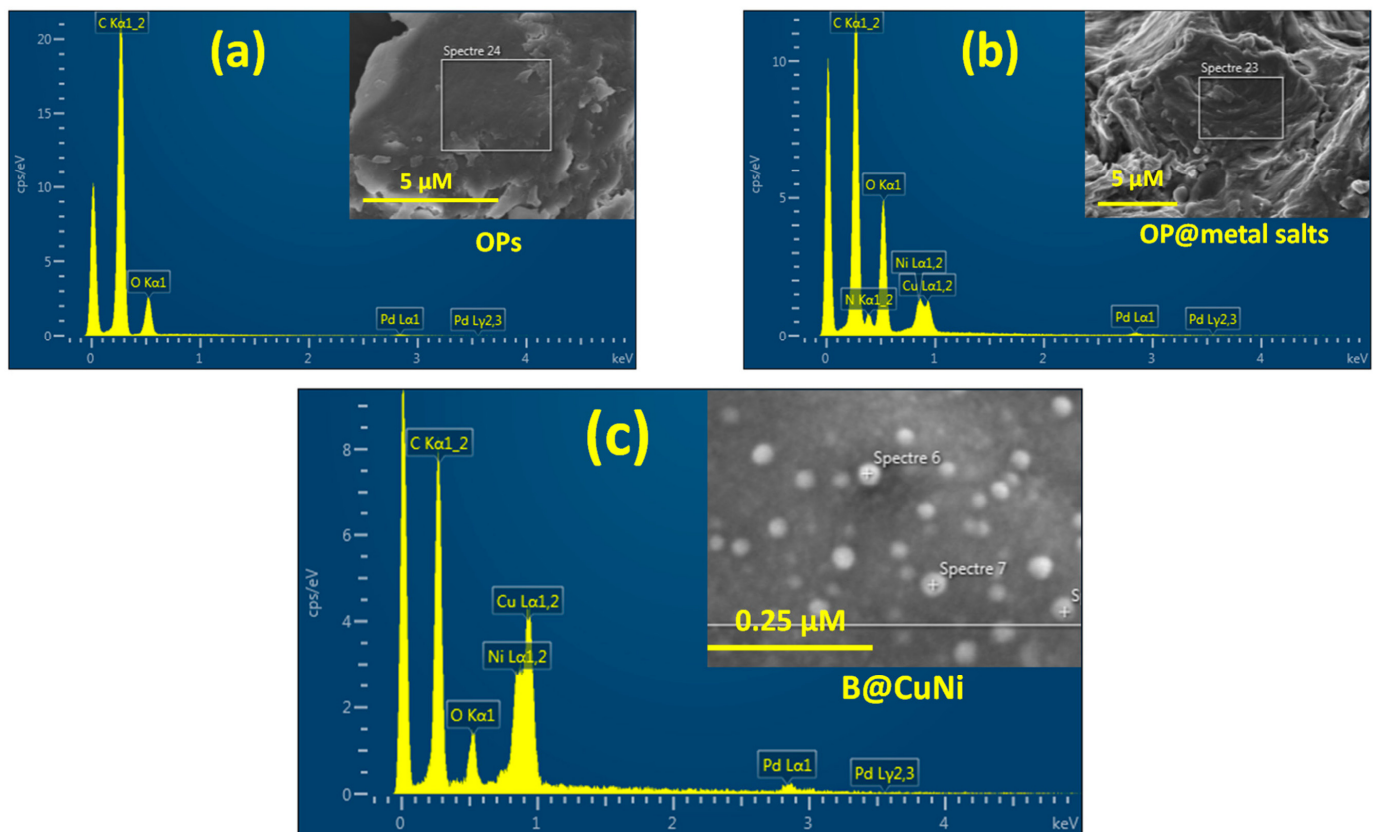 (a)
cps/eV
20
15
10
5
0
C Kα1_2
O Kα1
Pd Lα1
Pd Lγ2,3
0 1 2 3 4 keV
Spectre 24
5 µM
OPs
(b)
cps/eV
10
5
0
C Kα1_2
O Kα1
N Kα1_2
Ni Lα1,2
Cu Lα1,2
Pd Lα1
Pd Lγ2,3
0 1 2 3 4 keV
Spectre 23
5 µM
OP@metal salts
(c)
cps/eV
8
6
4
2
0
C Kα1_2
O Kα1
Cu Lα1,2
Ni Lα1,2
Pd Lα1
Pd Lγ2,3
0 1 2 3 4 keV
Spectre 6
Spectre 7
S
0.25 µM
B@CuNi